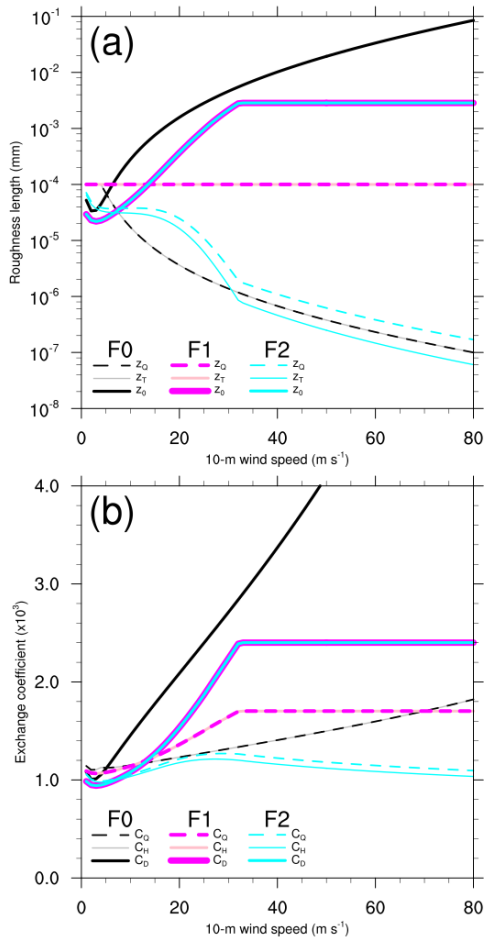 (a)
10⁻¹
10⁻²
10⁻³
10⁻⁴
10⁻⁵
10⁻⁶
10⁻⁷
10⁻⁸
Roughness length (mm)
F0 F1 F2
z_Q z_Q z_Q
z_T z_T z_T
z_0 z_0 z_0
0 20 40 60 80
10-m wind speed (m s⁻¹)
(b)
4.0
3.0
2.0
1.0
0.0
Exchange coefficient (x10³)
F0 F1 F2
C_Q C_Q C_Q
C_H C_H C_H
C_D C_D C_D
0 20 40 60 80
10-m wind speed (m s⁻¹)